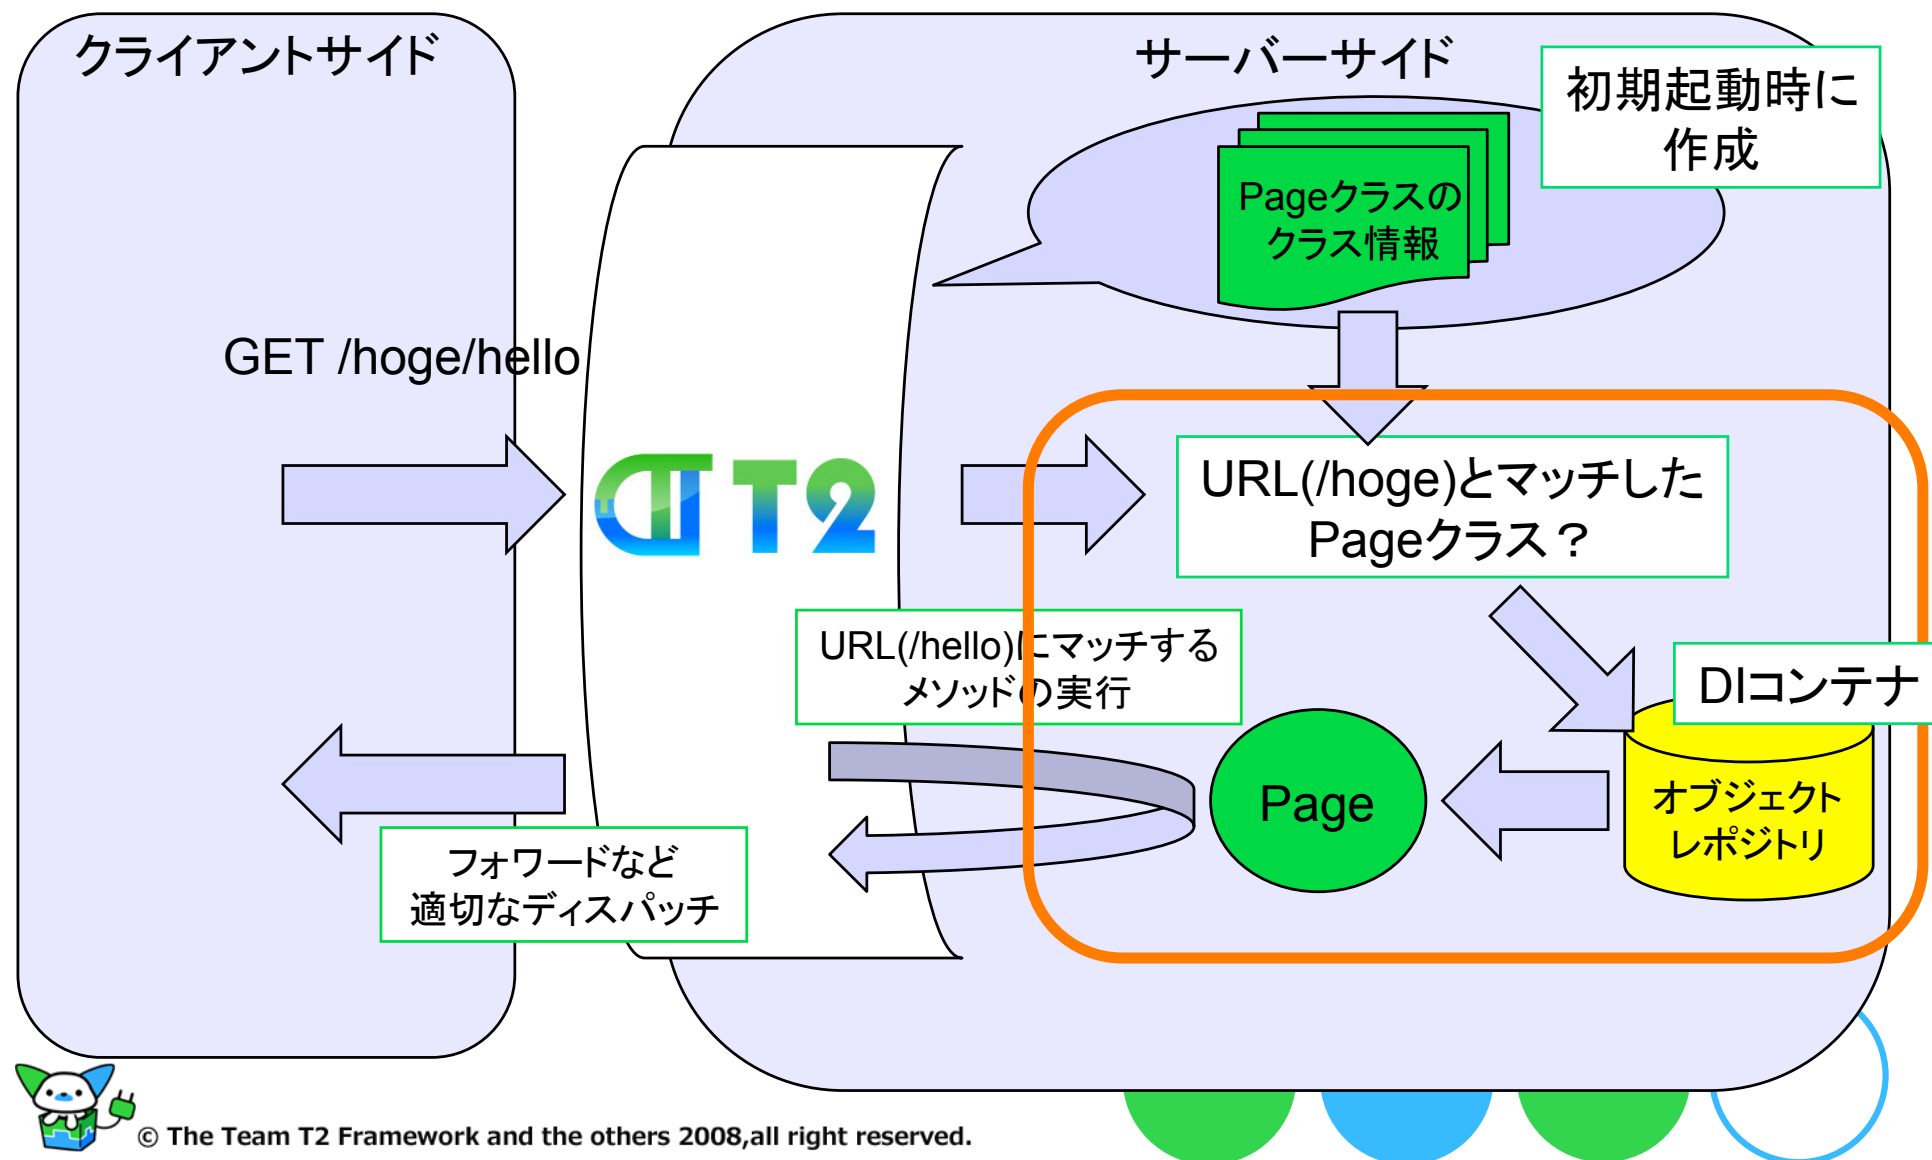 クライアントサイド
サーバーサイド
初期起動時に
作成
Pageクラスの
クラス情報
GET /hoge/hello
T2
URL(/hoge)とマッチした
Pageクラス？
URL(/hello)にマッチする
メソッドの実行
DIコンテナ
オブジェクト
レポジトリ
Page
フォワードなど
適切なディスパッチ
© The Team T2 Framework and the others 2008,all right reserved.